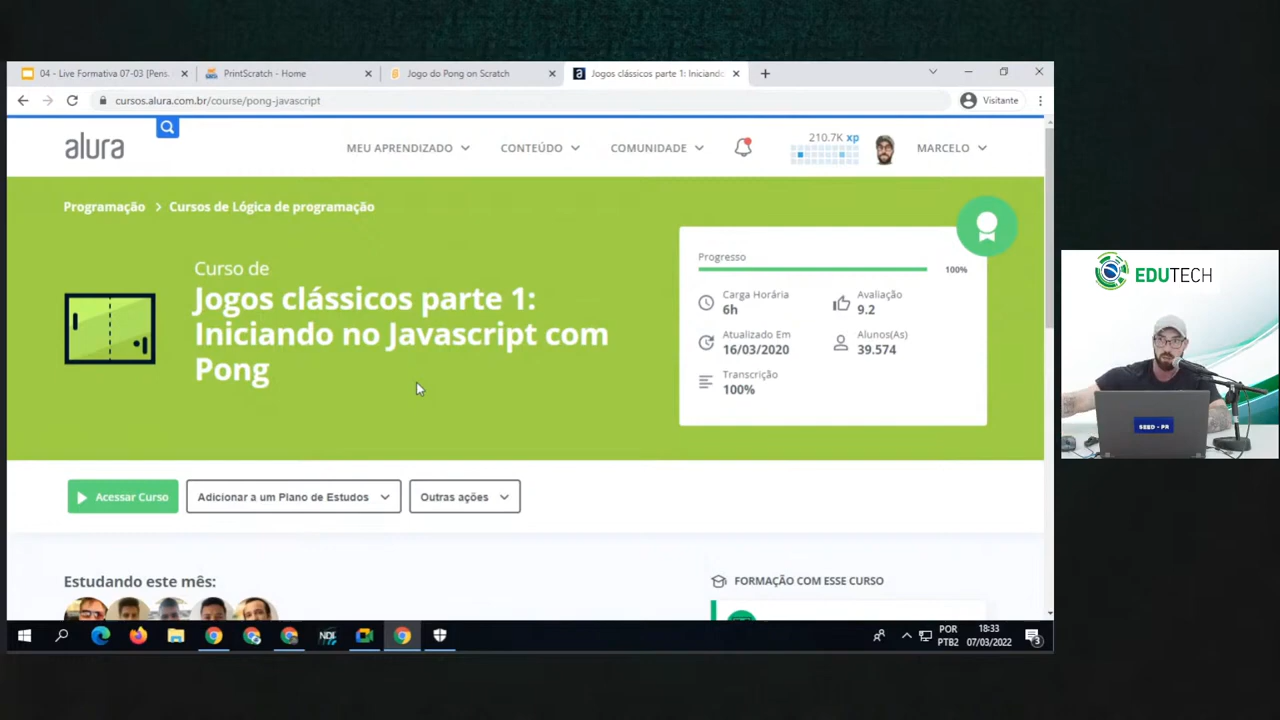 04 - Live Formativa 07-03 [Pens.
PrintScratch - Home
Jogo do Pong on Scratch
a
Jogos clássicos parte 1: Iniciando
cursos.alura.com.br/course/pong-javascript
Visitante
alura
MEU APRENDIZADO
CONTEÚDO
COMUNIDADE
210.7K xp
MARCELO
Programação > Cursos de Lógica de programação
Curso de
Jogos clássicos parte 1:
Iniciando no Javascript com
Pong
Progresso
100%
Carga Horária
6h
Avaliação
9.2
Atualizado Em
16/03/2020
Alunos(As)
39.574
Transcrição
100%
Acessar Curso
Adicionar a um Plano de Estudos
Outras ações
Estudando este mês:
FORMAÇÃO COM ESSE CURSO
NDI
POR
PTB2
18:33
07/03/2022
3
EDUTECH
SEED - PR